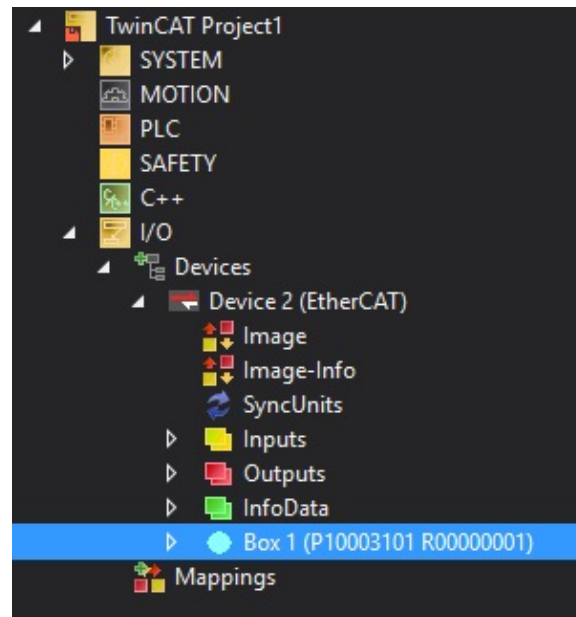 TwinCAT Project1
SYSTEM
MOTION
PLC
SAFETY
C++
I/O
Devices
Device 2 (EtherCAT)
Image
Image-Info
SyncUnits
Inputs
Outputs
InfoData
Box 1 (P10003101 R00000001)
Mappings